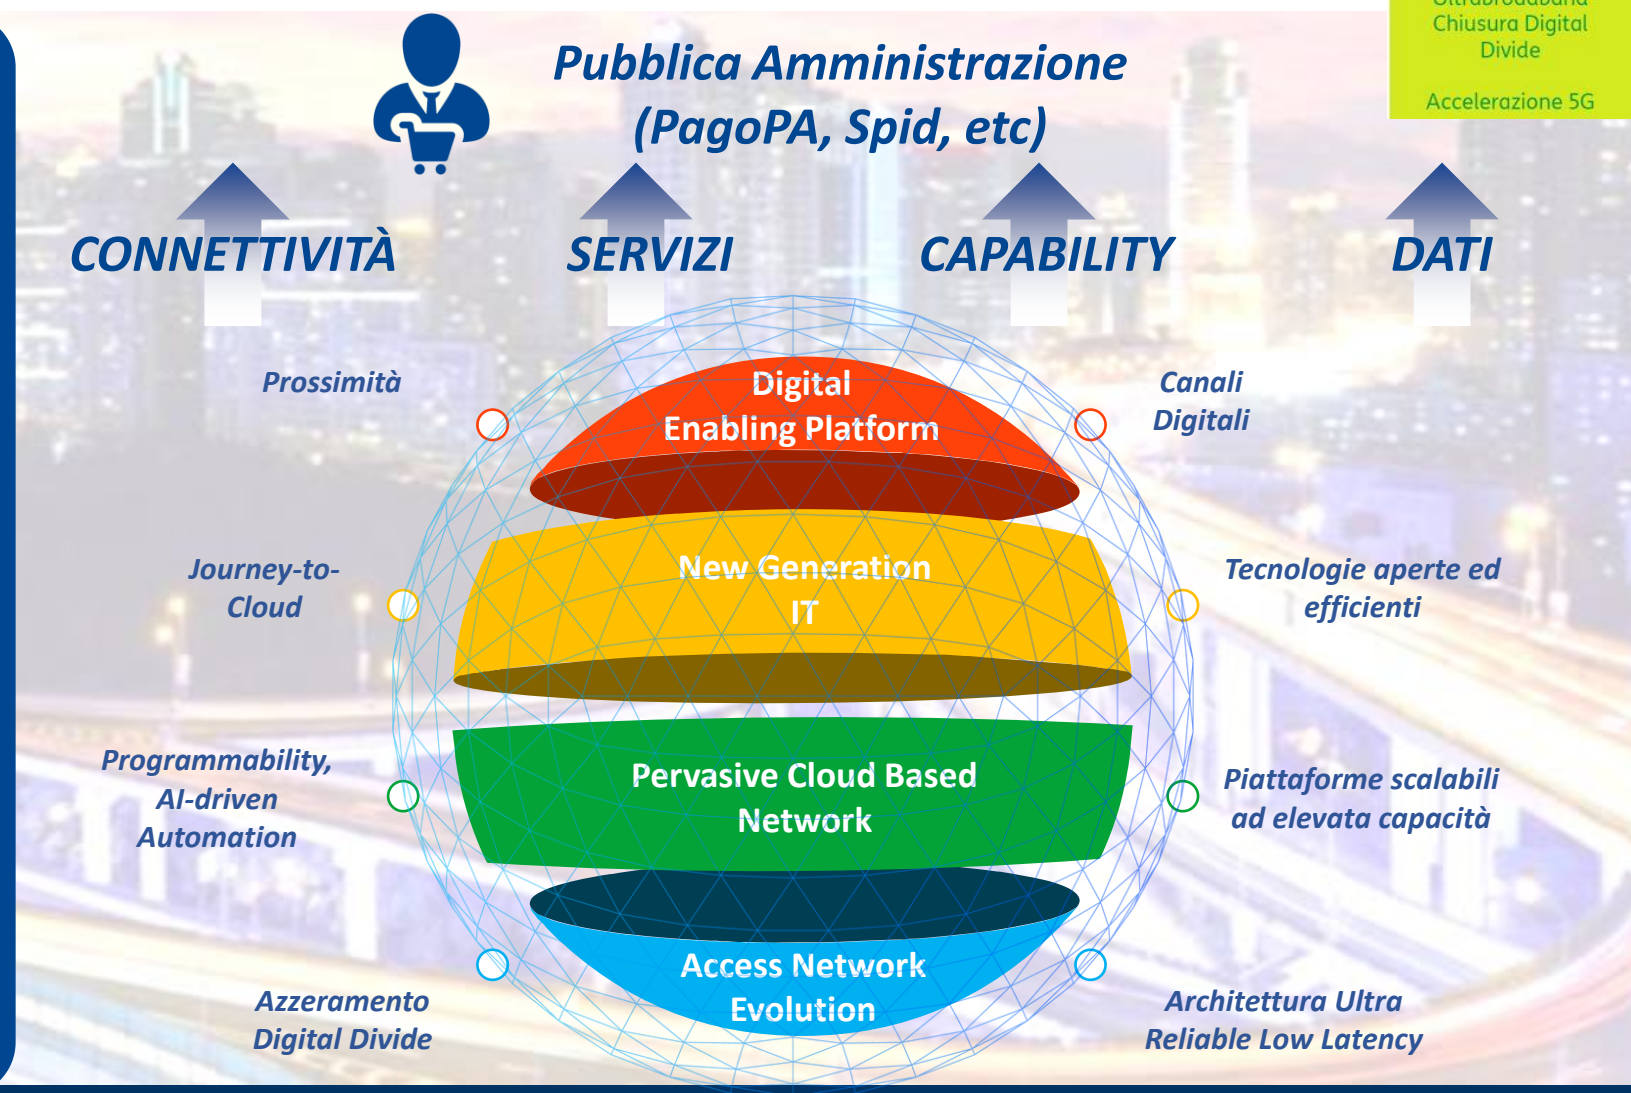 Chiusura Digital
Divide
Accelerazione 5G
Pubblica Amministrazione
(PagoPA, Spid, etc)
CONNETTIVITÀ
SERVIZI
CAPABILITY
DATI
Prossimità
Digital
Enabling Platform
Canali
Digitali
Journey-to-
Cloud
New Generation
IT
Tecnologie aperte ed
efficienti
Programmability,
AI-driven
Automation
Pervasive Cloud Based
Network
Piattaforme scalabili
ad elevata capacità
Azzeramento
Digital Divide
Access Network
Evolution
Architettura Ultra
Reliable Low Latency